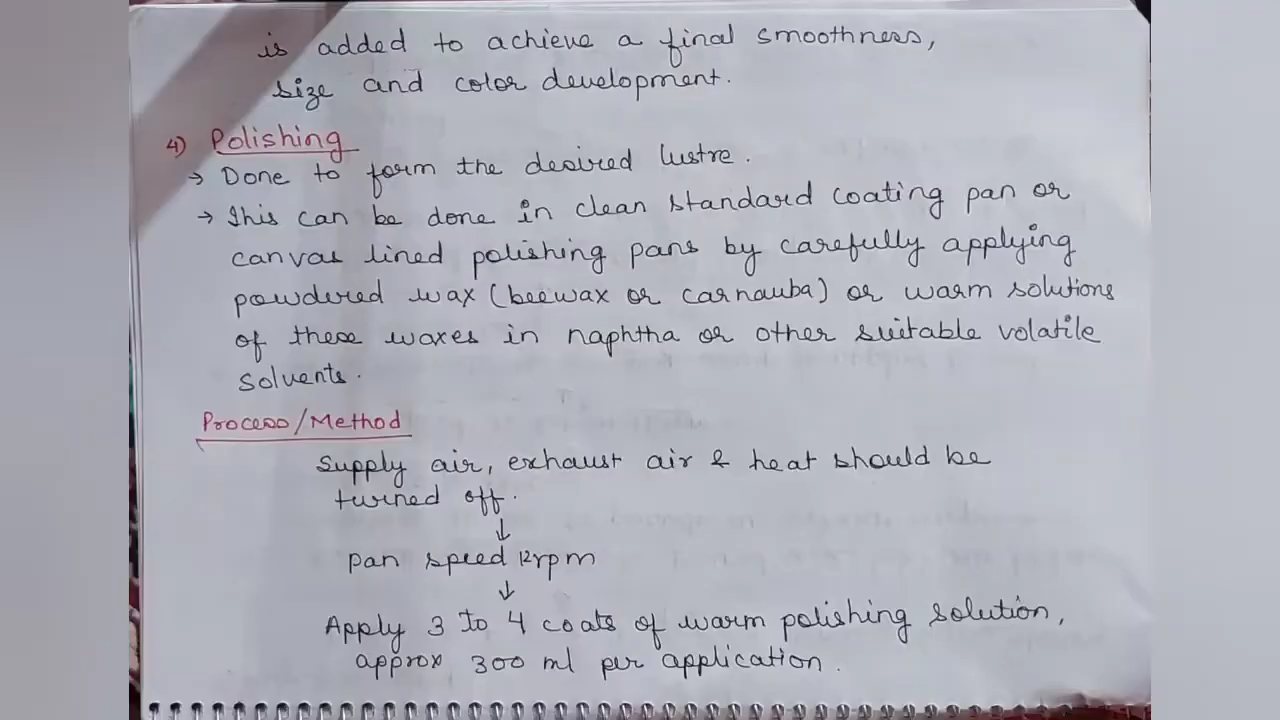 is added to achieve a final smoothness,
size and color development.
4) Polishing
→ Done to form the desired lustre.
→ This can be done in clean standard coating pan or
canvas lined polishing pans by carefully applying
powdered wax (beewax or carnauba) or warm solutions
of these waxes in naphtha or other suitable volatile
solvents.
Process/Method
Supply air, exhaust air & heat should be
turned off.
↓
pan speed 12rpm
↓
Apply 3 to 4 coats of warm polishing solution,
approx 300 ml per application.